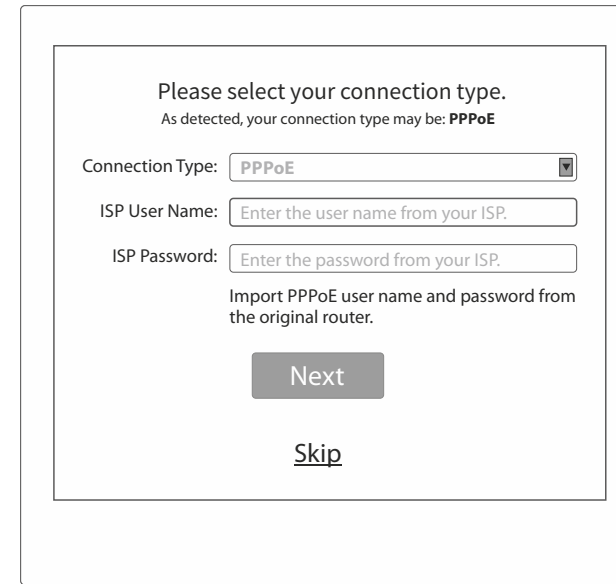 Please select your connection type.
As detected, your connection type may be: PPPoE
Connection Type: PPPoE
ISP User Name: Enter the user name from your ISP.
ISP Password: Enter the password from your ISP.
Import PPPoE user name and password from
the original router.
Next
Skip